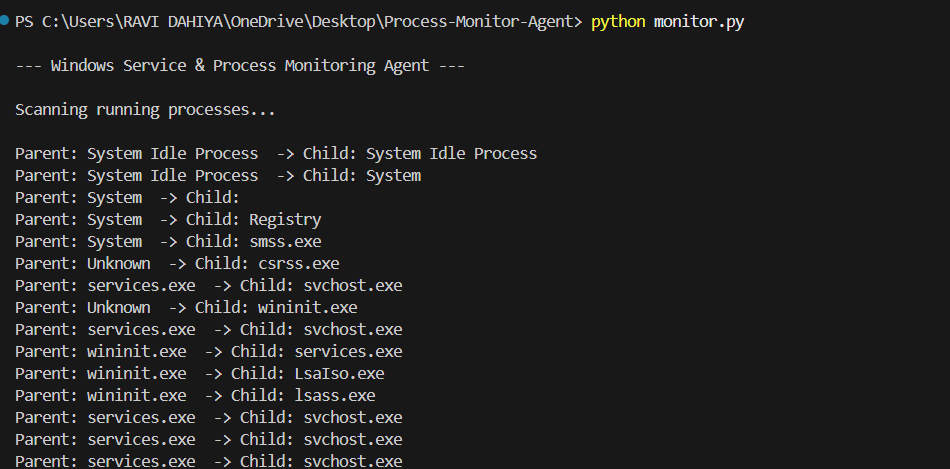 PS C:\Users\RAVI DAHIYA\OneDrive\Desktop\Process-Monitor-Agent> python monitor.py
--- Windows Service & Process Monitoring Agent ---
Scanning running processes...
Parent: System Idle Process  -> Child: System Idle Process
Parent: System Idle Process  -> Child: System
Parent: System  -> Child:
Parent: System  -> Child: Registry
Parent: System  -> Child: smss.exe
Parent: Unknown  -> Child: csrss.exe
Parent: services.exe  -> Child: svchost.exe
Parent: Unknown  -> Child: wininit.exe
Parent: services.exe  -> Child: svchost.exe
Parent: wininit.exe  -> Child: services.exe
Parent: wininit.exe  -> Child: LsaIso.exe
Parent: wininit.exe  -> Child: lsass.exe
Parent: services.exe  -> Child: svchost.exe
Parent: services.exe  -> Child: svchost.exe
Parent: services.exe  -> Child: svchost.exe